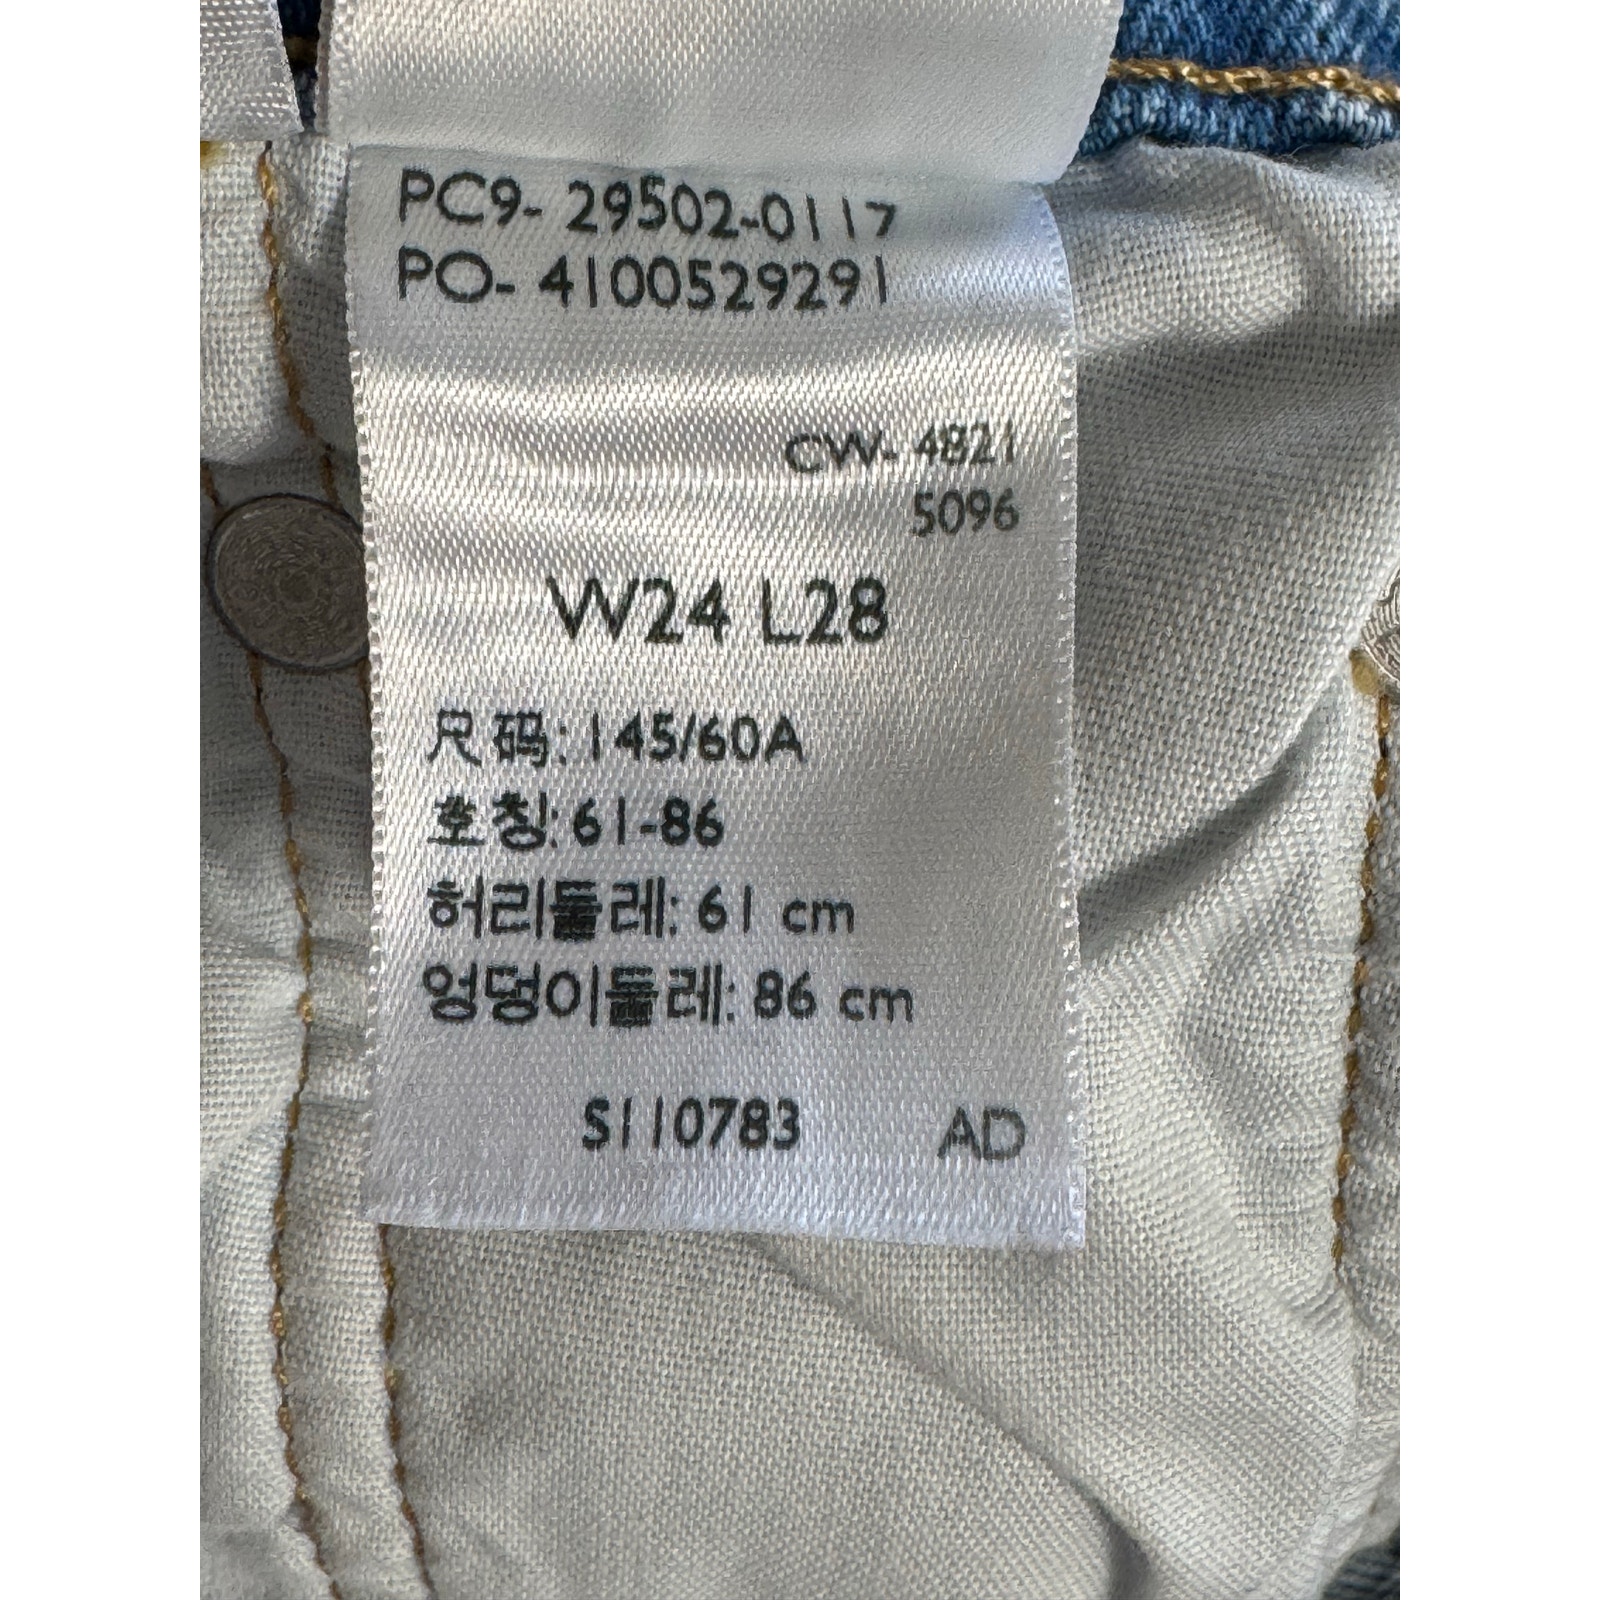 PC9- 29502-0117
PO- 4100529291
CW- 4821
5096
W24 L28
尺码: 145/60A
호칭: 61-86
허리둘레: 61 cm
엉덩이둘레: 86 cm
S110783 AD